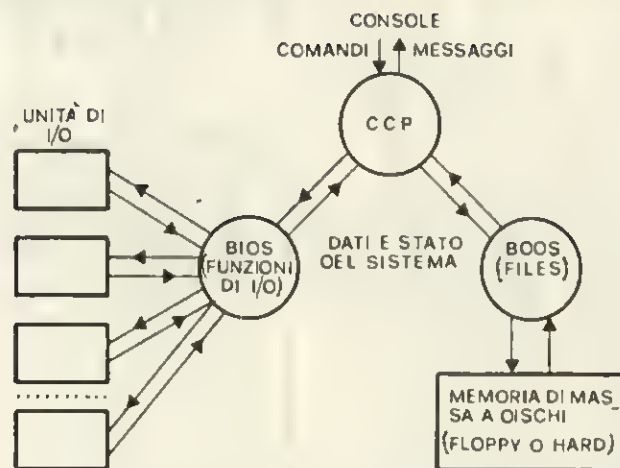 CONSOLE
COMANDI MESSAGGI
CCP
UNITÀ DI
I/O
BIOS
(FUNZIONI
DI I/O)
DATI E STATO
OEL SISTEMA
BOOS
(FILES)
MEMORIA DI MAS_
SA A OISCHI
(FLOPPY O HARD)